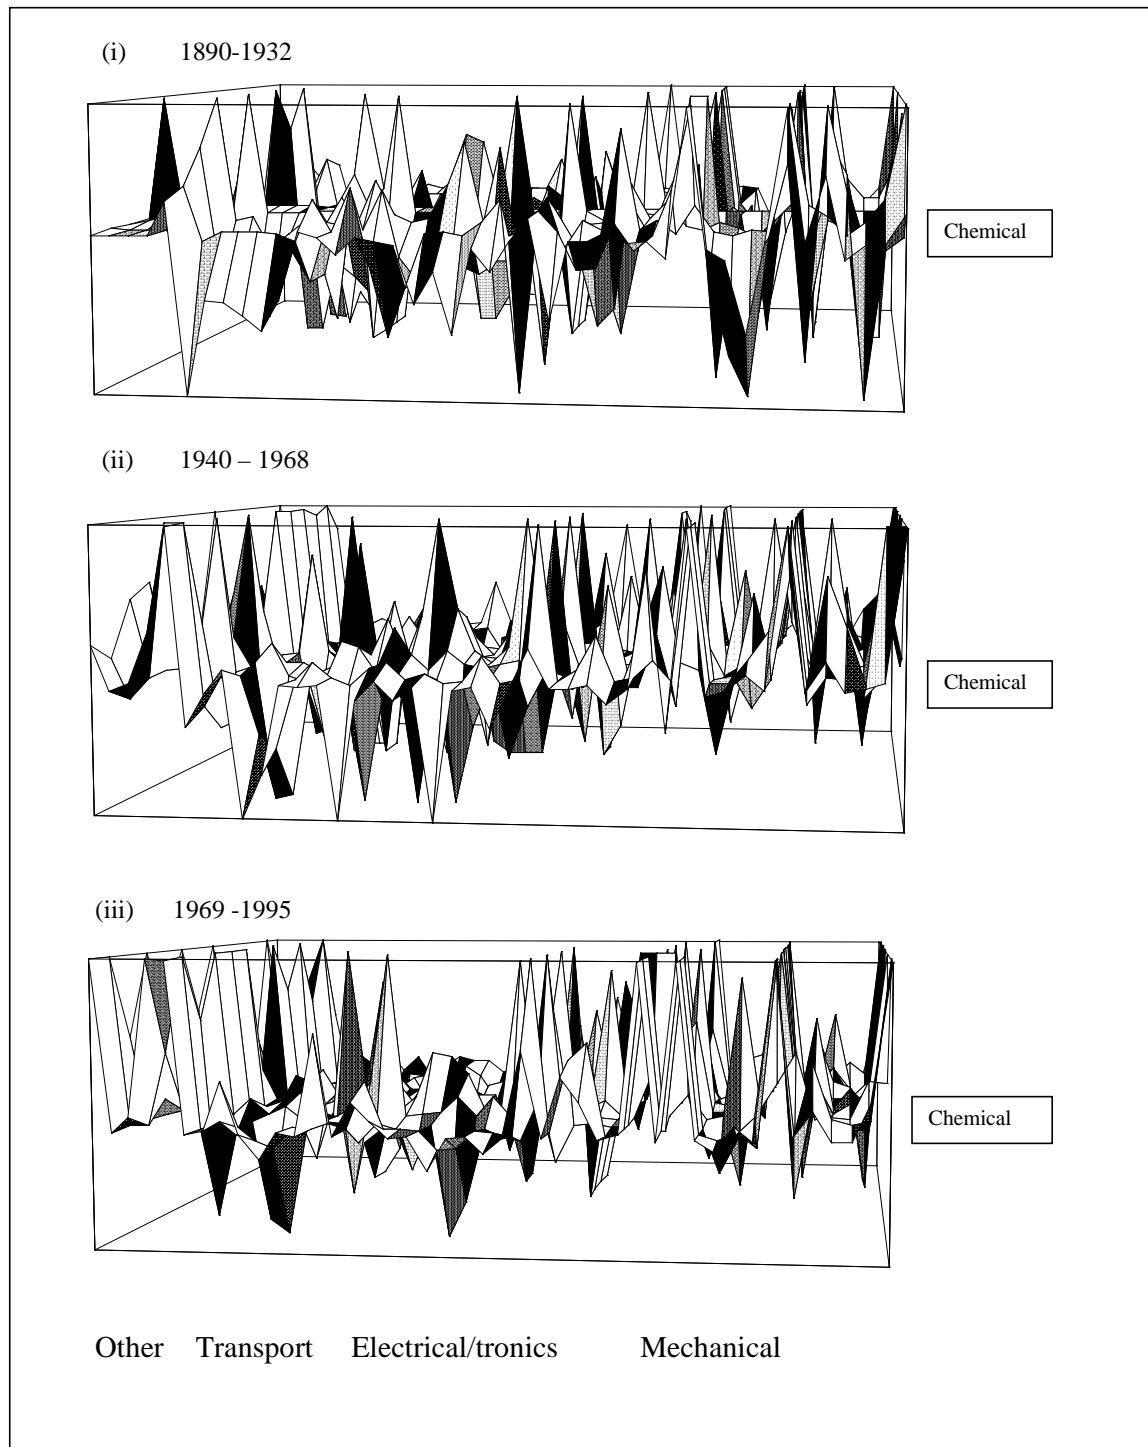 (i) 1890-1932
Chemical
(ii) 1940 – 1968
Chemical
(iii) 1969 -1995
Chemical
Other Transport Electrical/tronics Mechanical